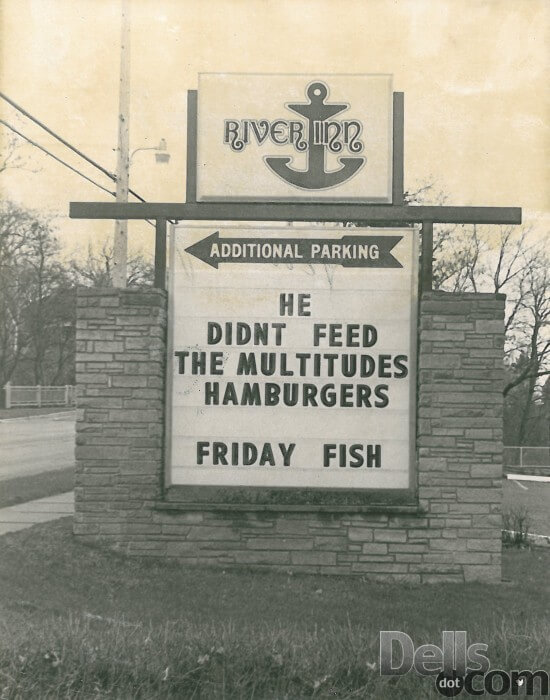 RIVER INN
ADDITIONAL PARKING
HE
DIDNT FEED
THE MULTITUDES
HAMBURGERS
FRIDAY FISH
Dells
dot com